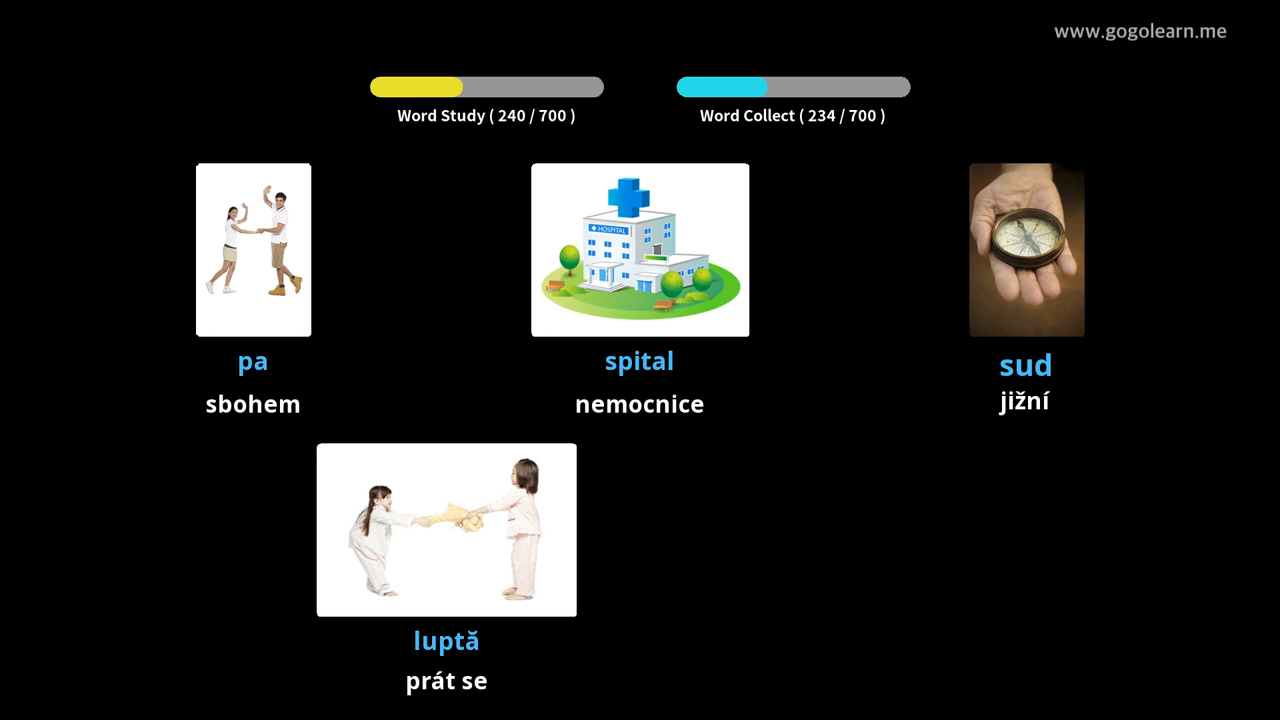 www.gogolearn.me
Word Study ( 240 / 700 )
Word Collect ( 234 / 700 )
HOSPITAL
pa
spital
sud
sbohem
nemocnice
jižní
luptă
prát se